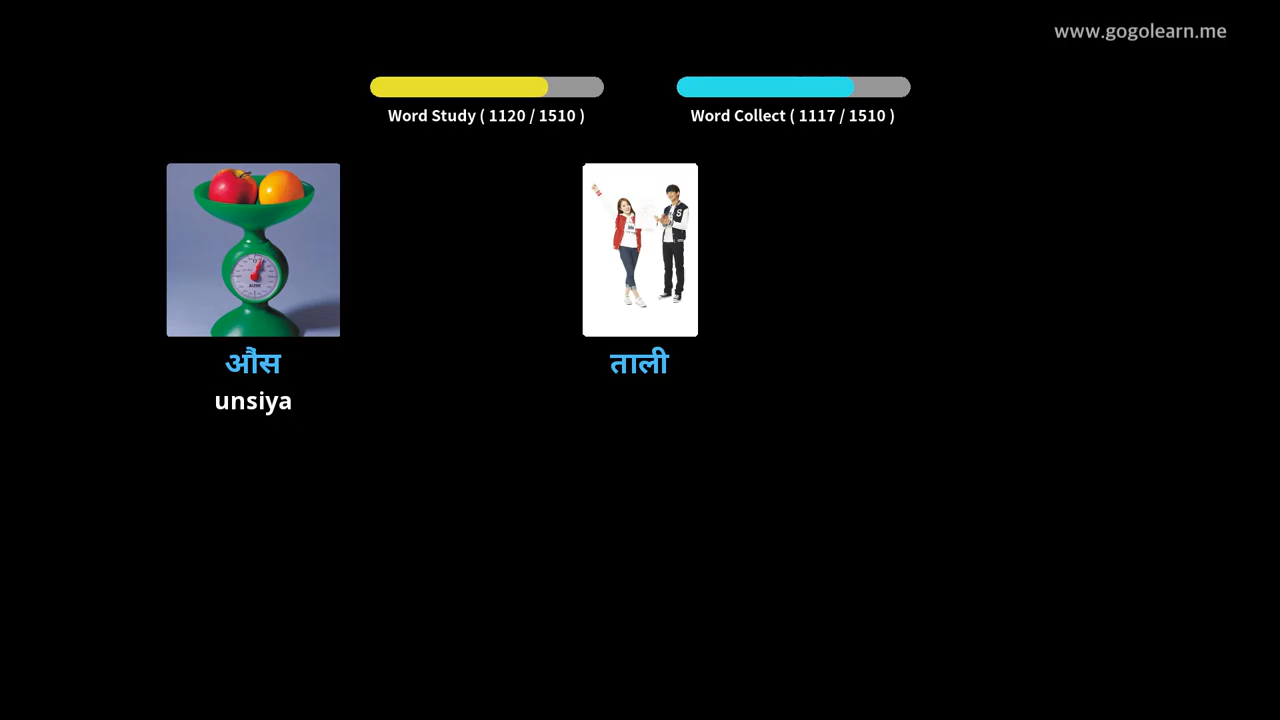 www.gogolearn.me
Word Study ( 1120 / 1510 )
Word Collect ( 1117 / 1510 )
औंस
ताली
unsiya